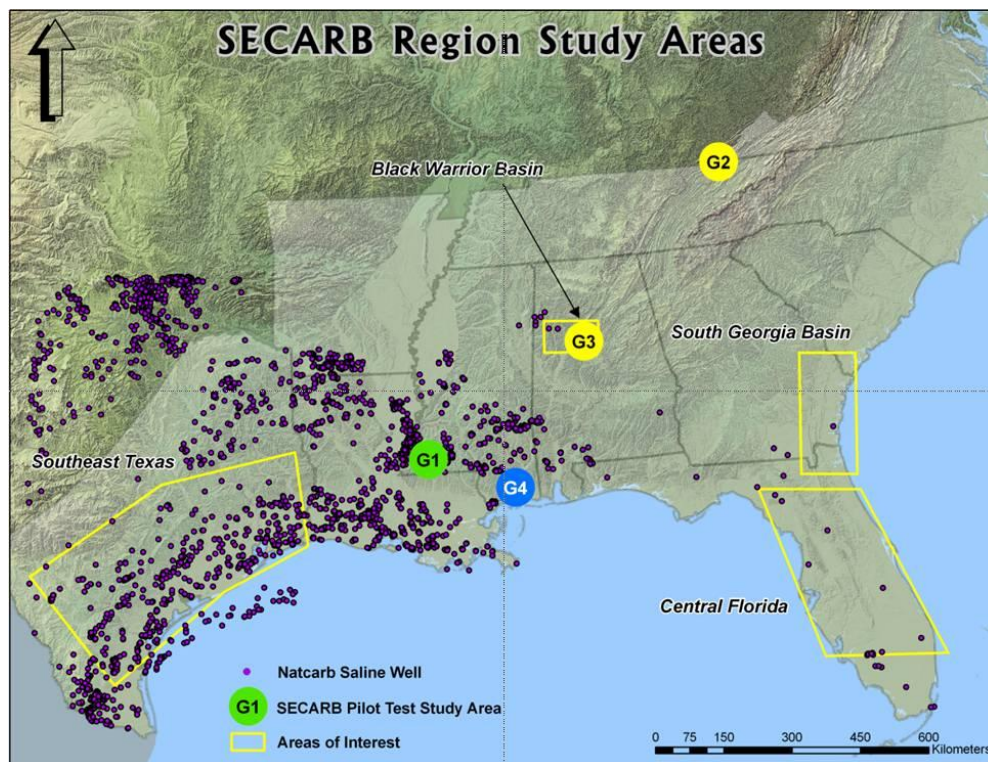 SECARB Region Study Areas
Black Warrior Basin
G2
South Georgia Basin
G3
Southeast Texas
G1
G4
Central Florida
Natcarb Saline Well
G1 SECARB Pilot Test Study Area
Areas of Interest
0 75 150 300 450 600
Kilometers